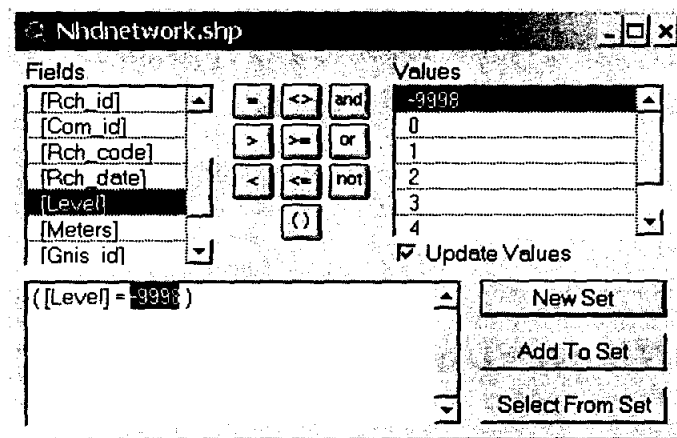 Nhdnetwork.shp
Fields
[Rch_id]
[Com_id]
[Rch_code]
[Rch_date]
[Level]
[Meters]
[Gnis_id]
= <> and
> >= or
< <= not
()
Values
-9998
0
1
2
3
4
Update Values
( [Level] = -9998 )
New Set
Add To Set
Select From Set